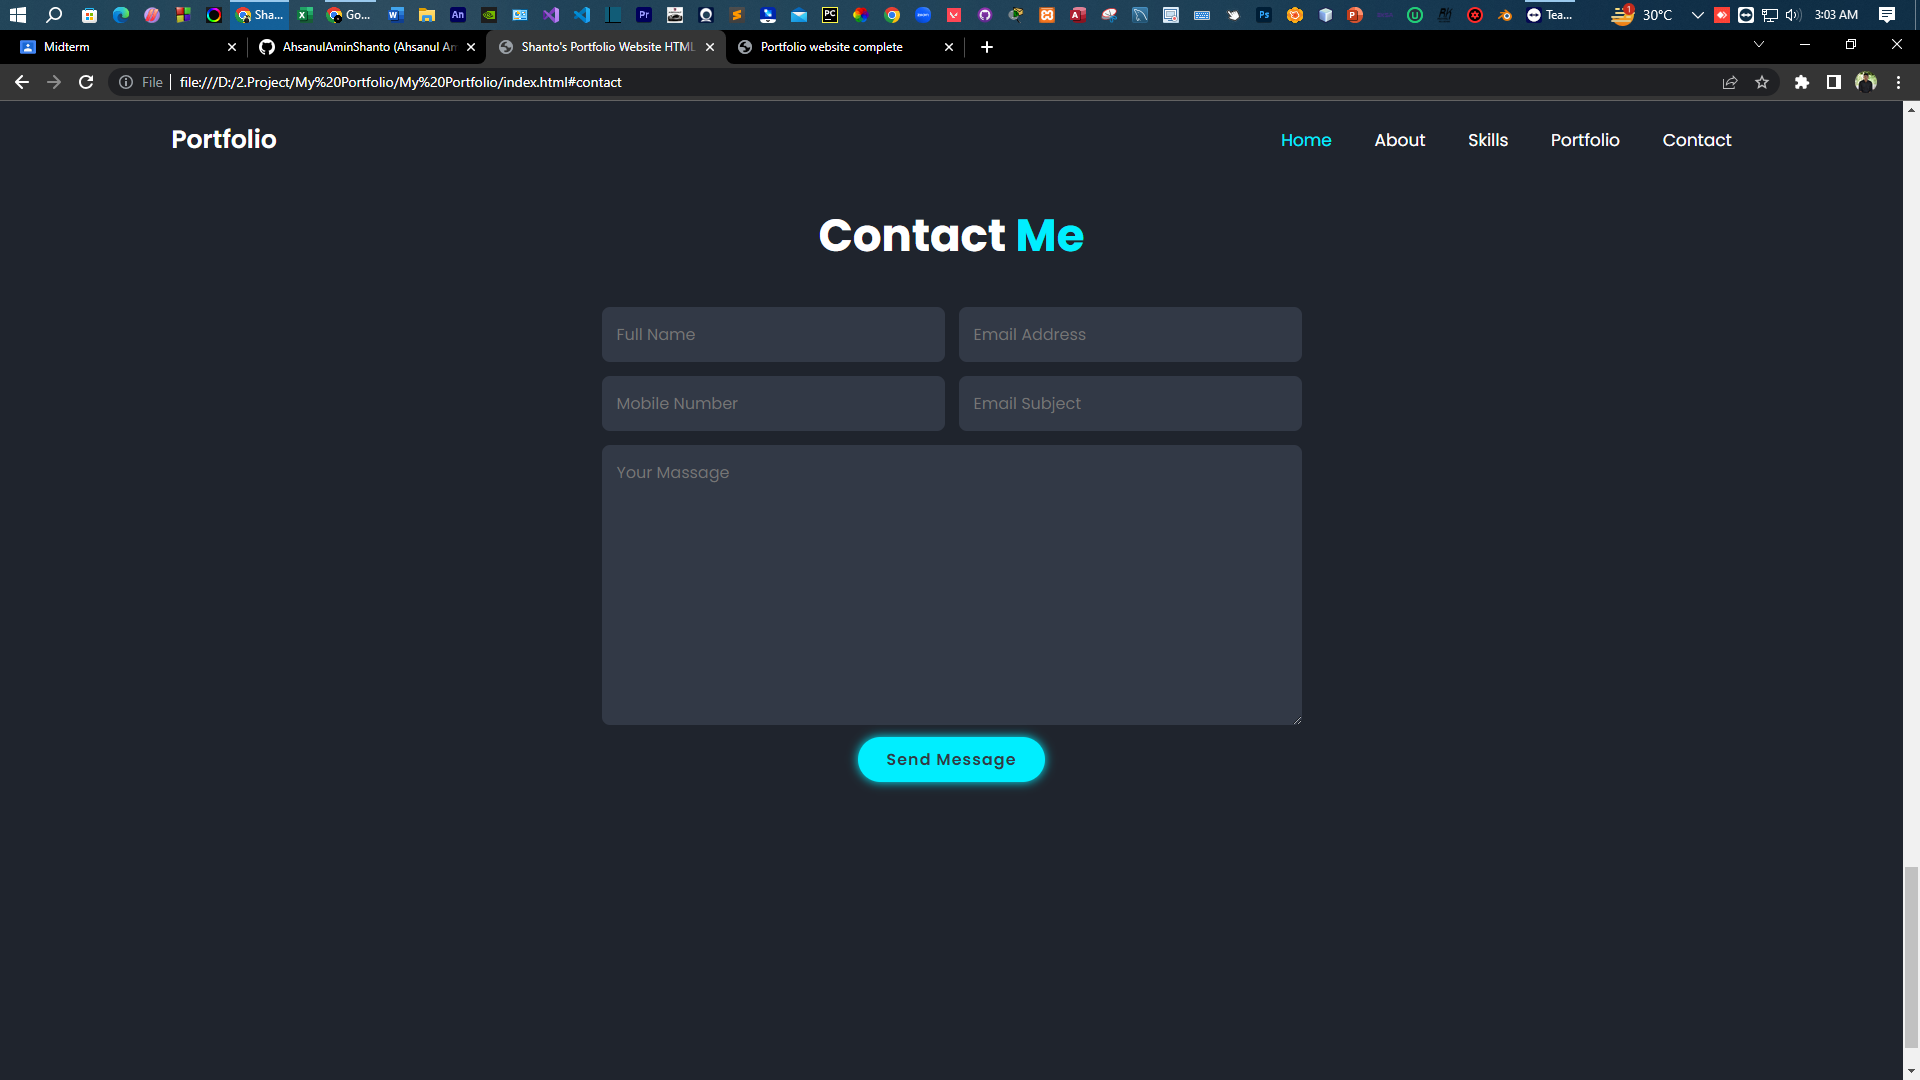 Sha...
Go...
Tea...
1
30°C
3:03 AM
Midterm
AhsanulAminShanto (Ahsanul Am
Shanto's Portfolio Website HTML
Portfolio website complete
File
file:///D:/2.Project/My%20Portfolio/My%20Portfolio/index.html#contact
Portfolio
Home
About
Skills
Portfolio
Contact
Contact Me
Full Name
Email Address
Mobile Number
Email Subject
Your Massage
Send Message